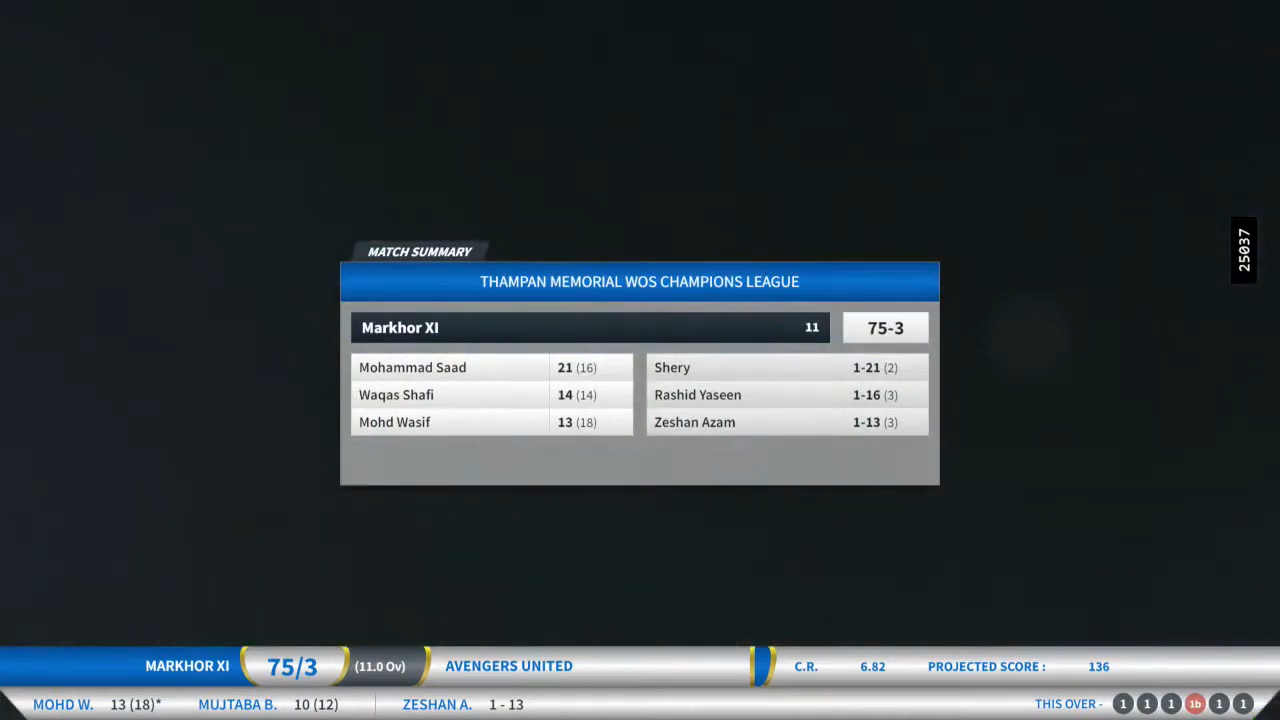 MATCH SUMMARY
THAMPAN MEMORIAL WOS CHAMPIONS LEAGUE
Markhor XI 11 75-3
Mohammad Saad 21 (16) Shery 1-21 (2)
Waqas Shafi 14 (14) Rashid Yaseen 1-16 (3)
Mohd Wasif 13 (18) Zeshan Azam 1-13 (3)
25037
MARKHOR XI 75/3 (11.0 Ov) AVENGERS UNITED C.R. 6.82 PROJECTED SCORE : 136
MOHD W. 13 (18)* MUJTABA B. 10 (12) ZESHAN A. 1 - 13 THIS OVER - 1 1 1 1b 1 1